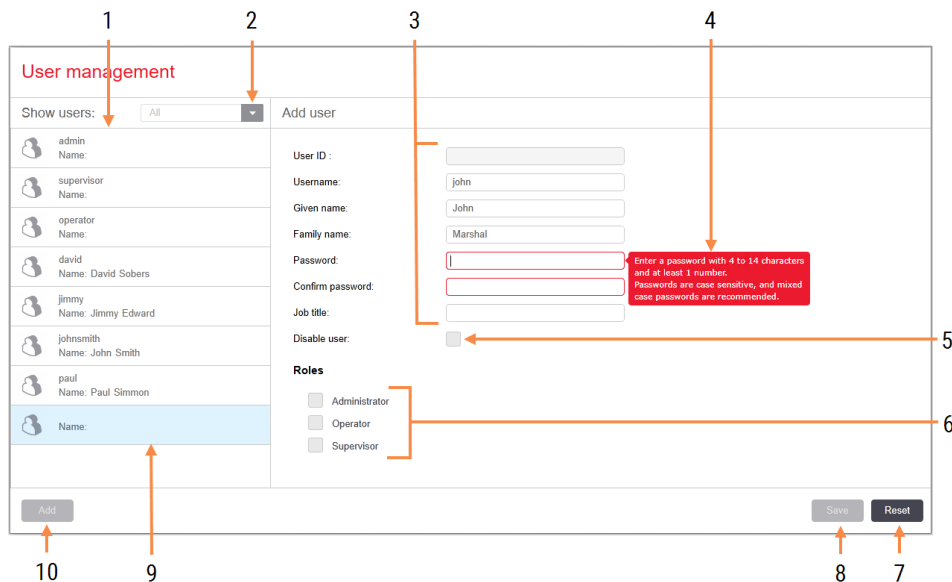 1 2 3 4
User management
Show users: All
Add user
admin
Name:
supervisor
Name:
operator
Name:
david
Name: David Sobers
jimmy
Name: Jimmy Edward
johnsmith
Name: John Smith
paul
Name: Paul Simmon
Name:
User ID :
Username: john
Given name: John
Family name: Marshal
Password:
Enter a password with 4 to 14 characters
and at least 1 number.
Passwords are case sensitive, and mixed
case passwords are recommended.
Confirm password:
Job title:
Disable user:
5
Roles
Administrator
Operator
Supervisor
6
Add
Save
Reset
10 9 8 7